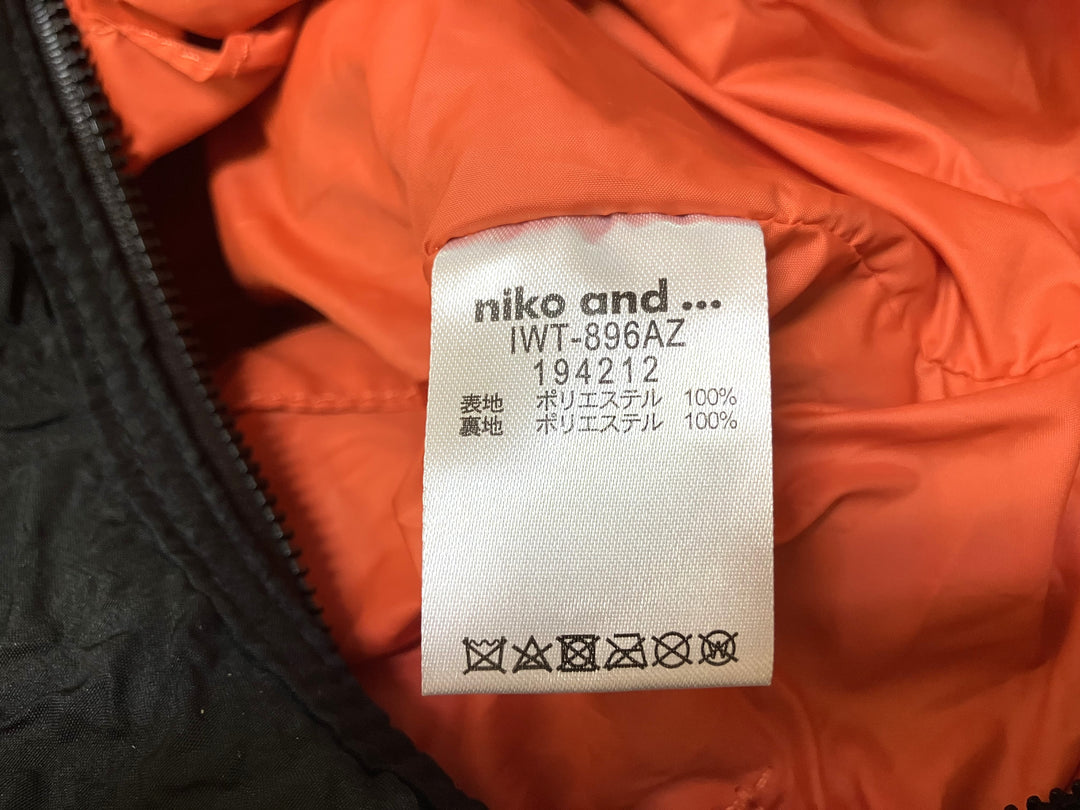 niko and ...
IWT-896AZ
194212
表地 ポリエステル 100%
裏地 ポリエステル 100%
W